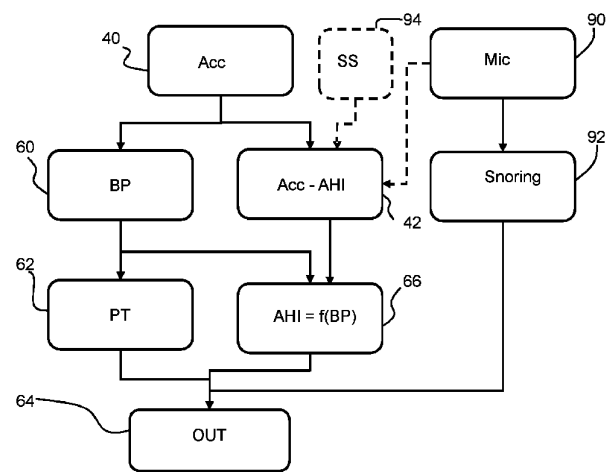 94
90
40
Acc
SS
Mic
60
92
BP
Acc - AHI
Snoring
42
62
66
PT
AHI = f(BP)
64
OUT